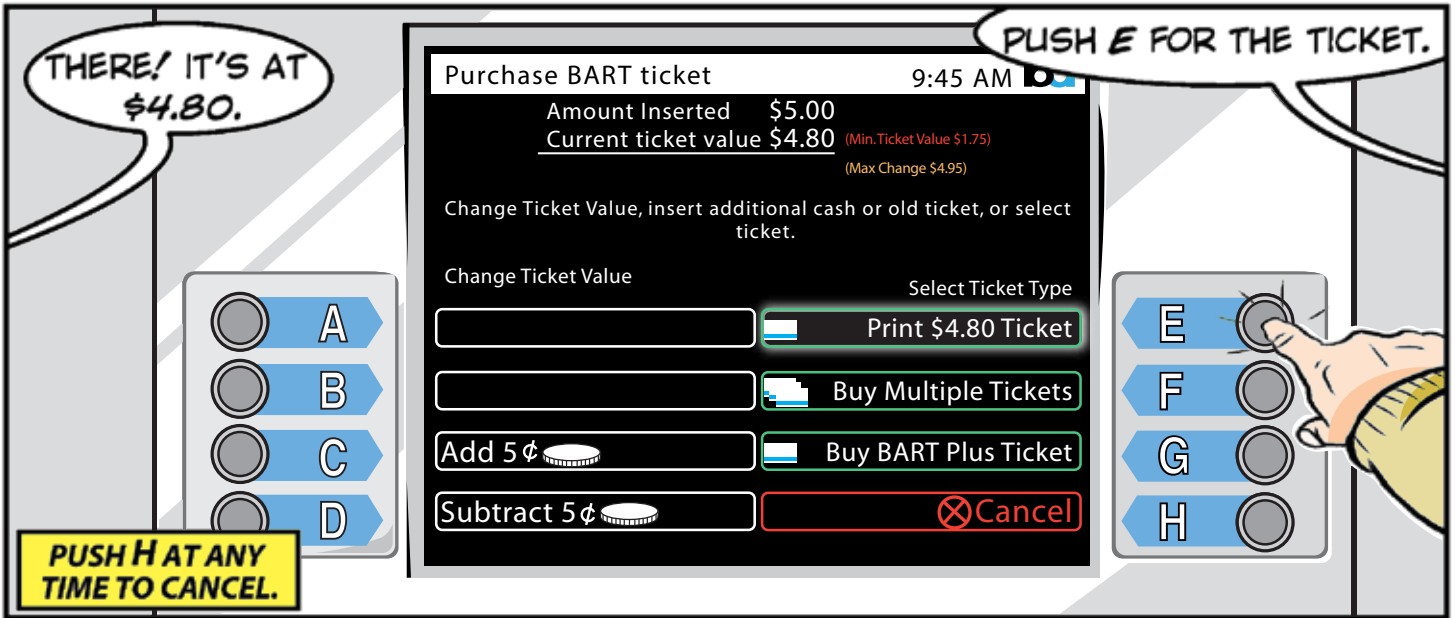 THERE! IT'S AT
$4.80.
PUSH E FOR THE TICKET.
Purchase BART ticket 9:45 AM ba
Amount Inserted $5.00
Current ticket value $4.80 (Min. Ticket Value $1.75)
(Max Change $4.95)
Change Ticket Value, insert additional cash or old ticket, or select
ticket.
Change Ticket Value
Select Ticket Type
A
Print $4.80 Ticket
E
B
Buy Multiple Tickets
F
C
Add 5¢
Buy BART Plus Ticket
G
D
Subtract 5¢
Cancel
H
PUSH H AT ANY
TIME TO CANCEL.